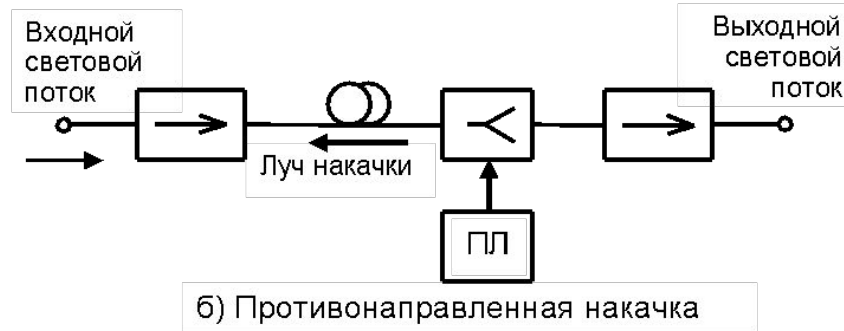 Входной
световой
поток
Выходной
световой
поток
Луч накачки
ПЛ
б) Противонаправленная накачка